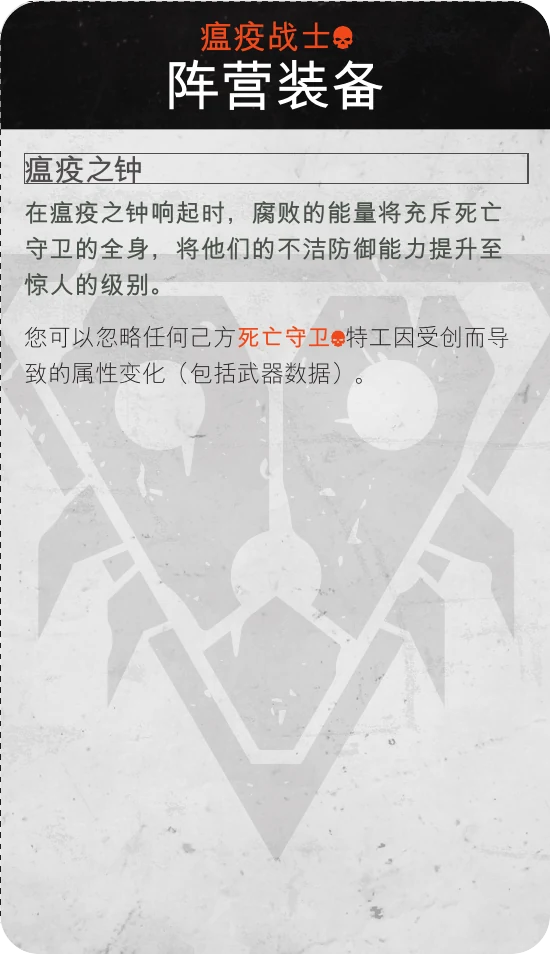 瘟疫战士
阵营装备
瘟疫之钟
在瘟疫之钟响起时，腐败的能量将充斥死亡
守卫的全身，将他们的不洁防御能力提升至
惊人的级别。
您可以忽略任何己方死亡守卫特工因受创而导
致的属性变化（包括武器数据）。